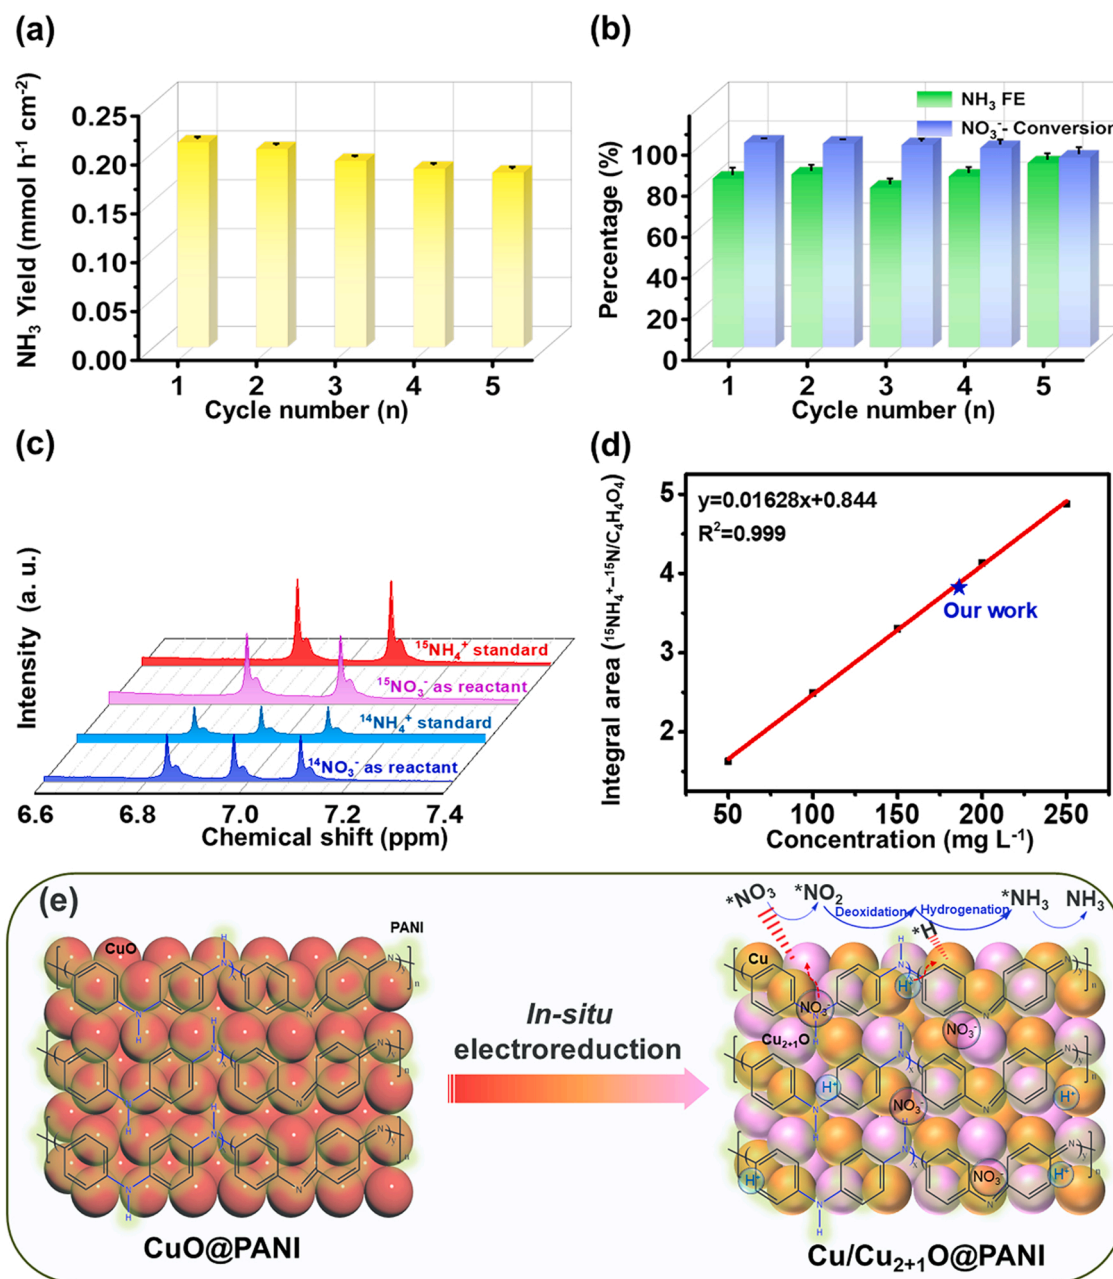 (a)
NH₃ Yield (mmol h⁻¹ cm⁻²)
0.25
0.20
0.15
0.10
0.05
0.00
1 2 3 4 5
Cycle number (n)
(b)
Percentage (%)
NH₃ FE
NO₃⁻- Conversion
100
80
60
40
20
0
1 2 3 4 5
Cycle number (n)
(c)
Intensity (a. u.)
¹⁵NH₄⁺ standard
¹⁵NO₃⁻ as reactant
¹⁴NH₄⁺ standard
¹⁴NO₃⁻ as reactant
6.6 7.0 7.2 7.4
Chemical shift (ppm)
(d)
Integral area (¹⁵NH₄⁺–¹⁵N/C₄H₄O₄)
5
4
3
2
y=0.01628x+0.844
R²=0.999
Our work
50 100 150 200 250
Concentration (mg L⁻¹)
(e)
CuO
PANI
H
N
x
N
y
n
N
H
H
N
x
N
y
n
N
H
H
N
x
N
y
n
N
H
CuO@PANI
In-situ
electroreduction
*NO₃ *NO₂ Deoxidation Hydrogenation *NH₃ NH₃
*H
Cu
H
N
N
y
n
H⁺
NO₃⁻
NO₃⁻
Cu₂₊₁O
H
H
N
x
N
y
n
H⁺
N
H⁺
NO₃⁻
N
H
H
N
x
N
y
n
H⁺
NO₃⁻
H⁺
N
N
H
Cu/Cu₂₊₁O@PANI